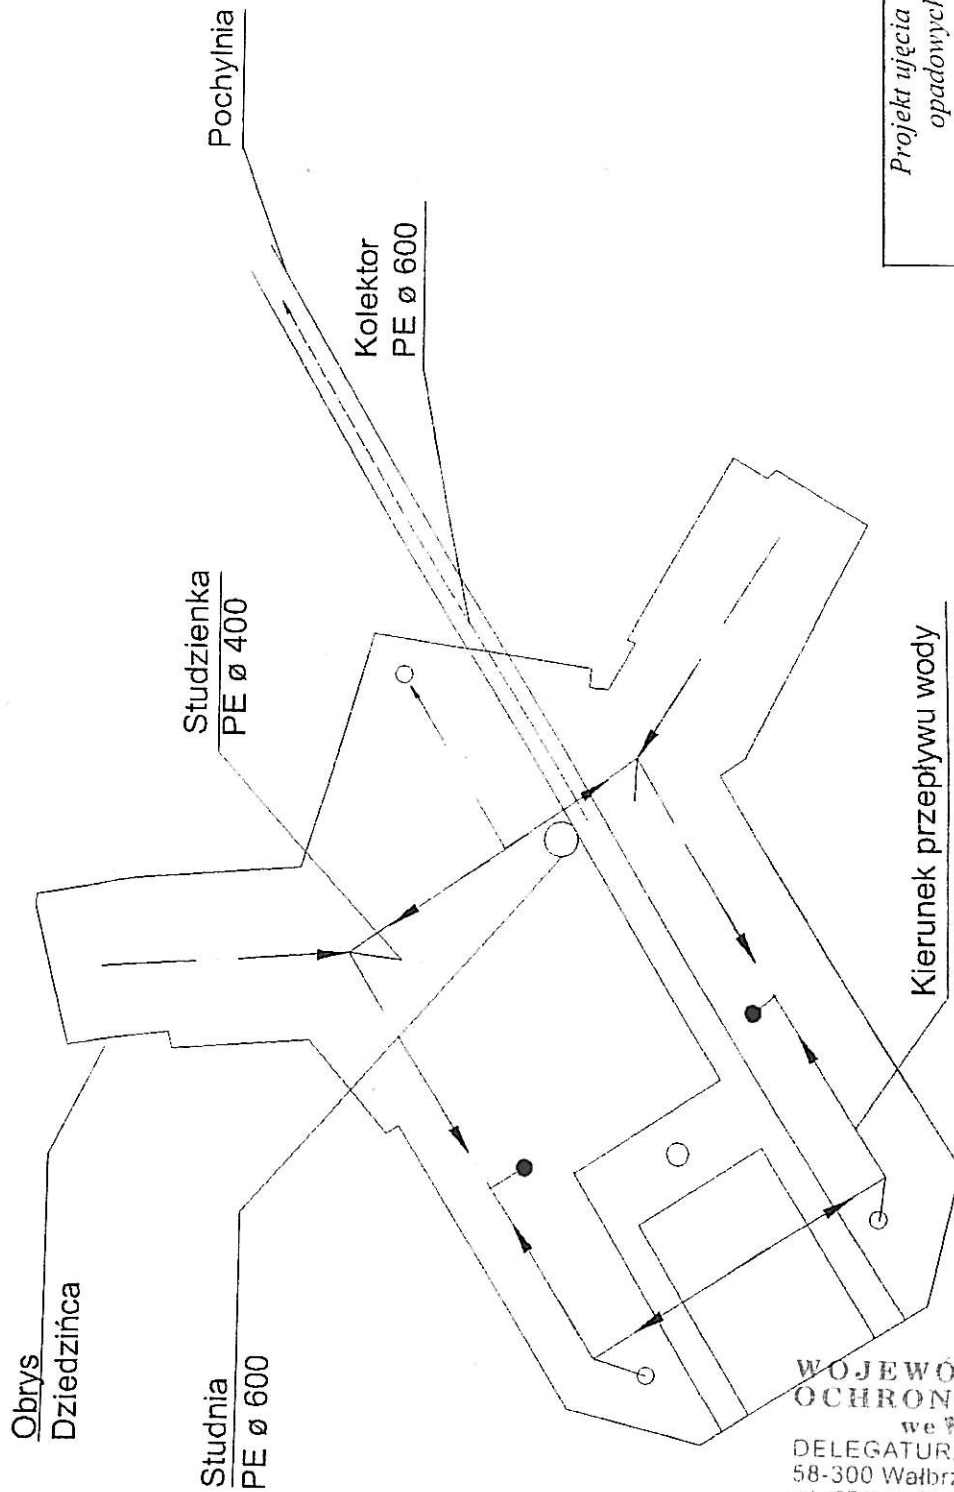 Obrys
Dziedzińca
Studnia
PE ø 600
Studzienka
PE ø 400
Pochylnia
Kolektor
PE ø 600
Kierunek przepływu wody
Projekt ujęcia
opadowych
WOJEWÓ
OCHRON
we
DELEGATUR
58-300 Wałbrz